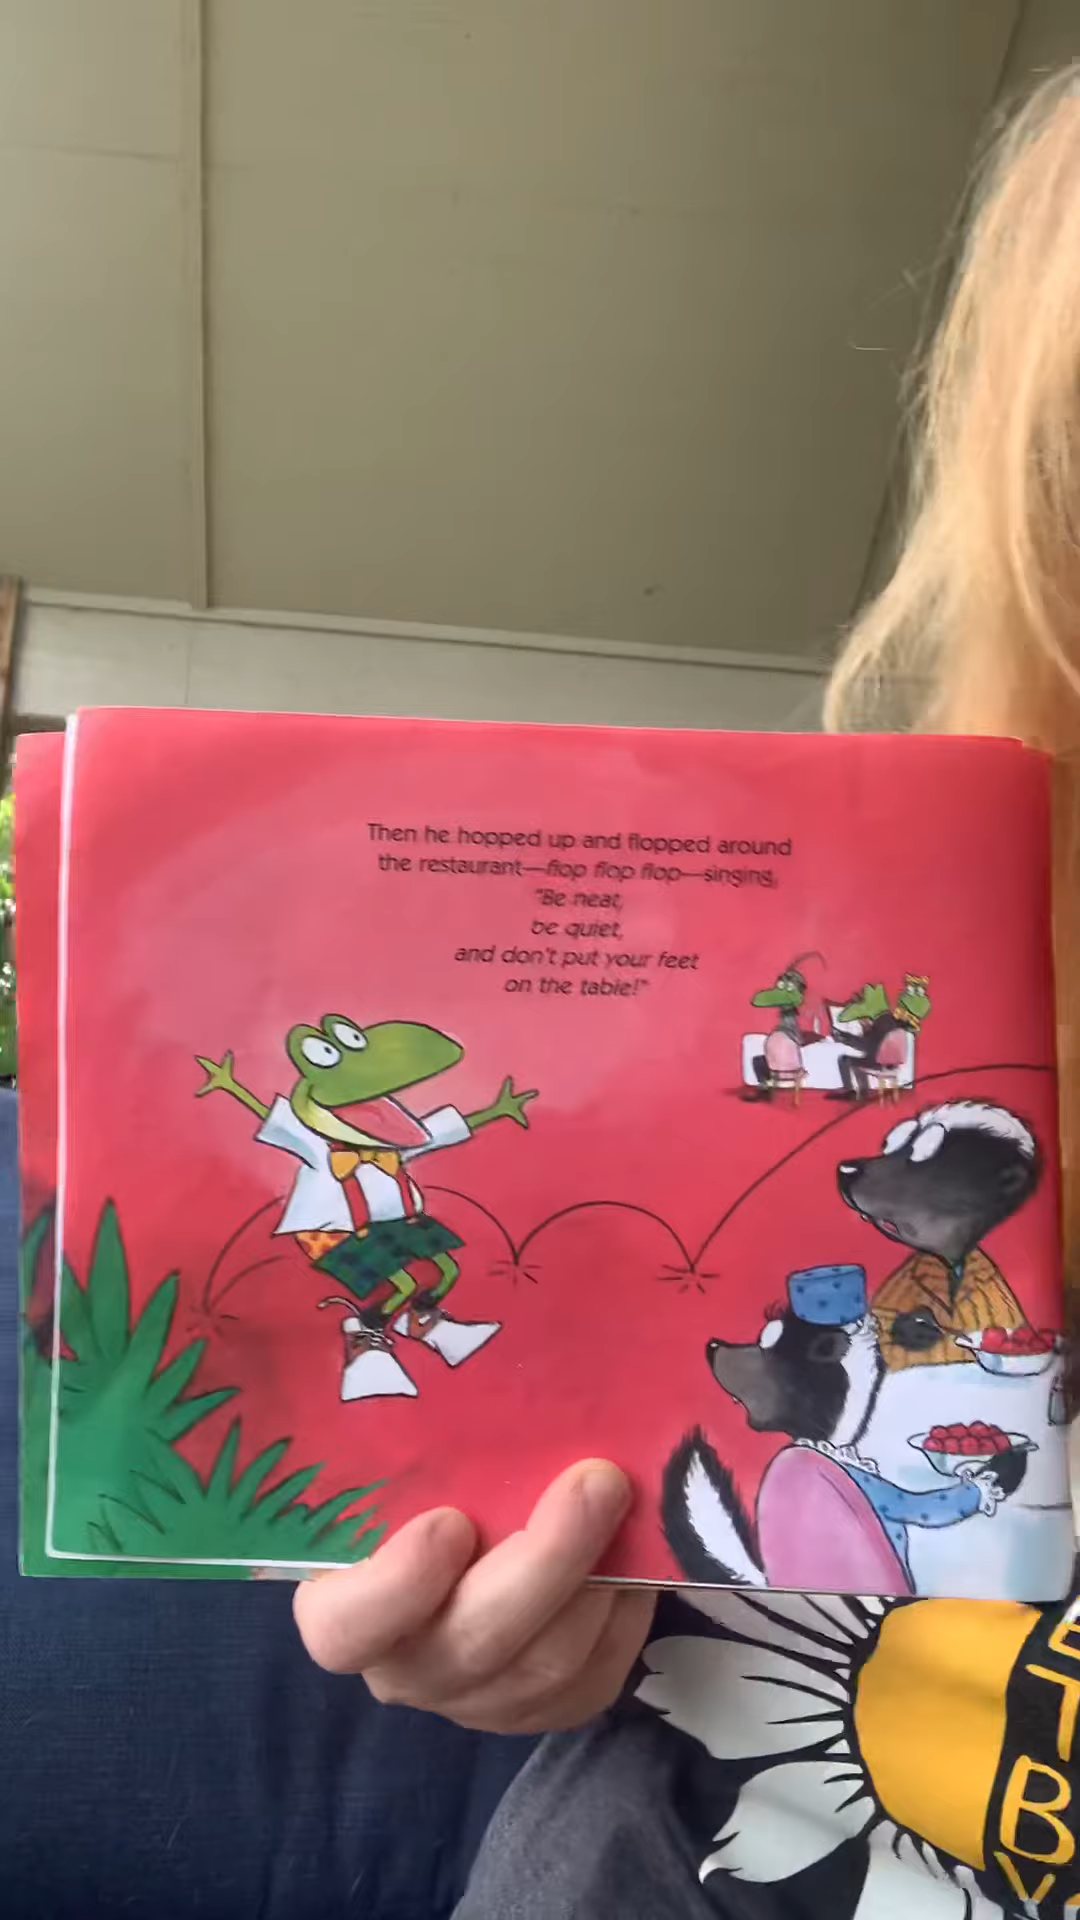 Then he hopped up and flopped around
the restaurant—flop flop flop—singing,
"Be neat,
be quiet,
and don't put your feet
on the table!"
B